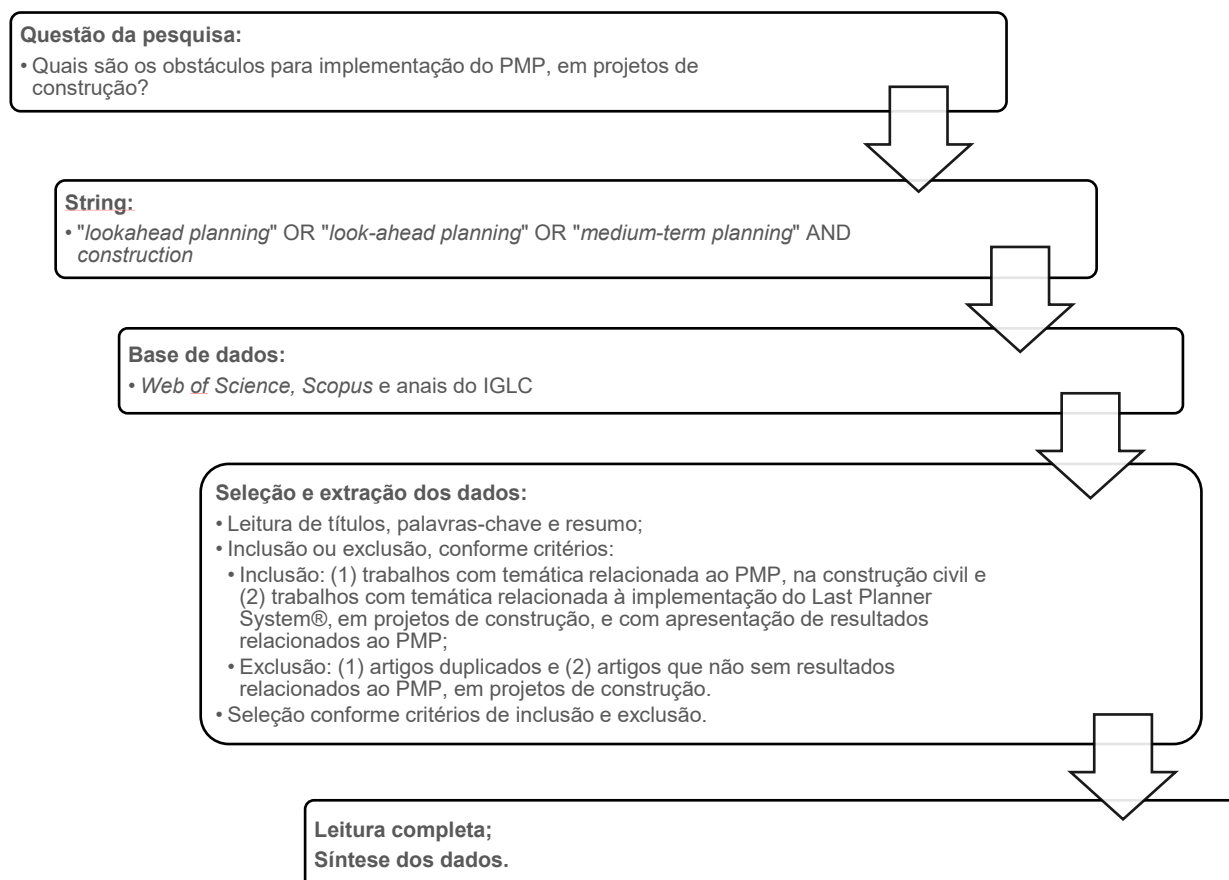 Questão da pesquisa:
• Quais são os obstáculos para implementação do PMP, em projetos de
construção?
String:
• "lookahead planning" OR "look-ahead planning" OR "medium-term planning" AND
construction
Base de dados:
• Web of Science, Scopus e anais do IGLC
Seleção e extração dos dados:
• Leitura de títulos, palavras-chave e resumo;
• Inclusão ou exclusão, conforme critérios:
• Inclusão: (1) trabalhos com temática relacionada ao PMP, na construção civil e
(2) trabalhos com temática relacionada à implementação do Last Planner
System®, em projetos de construção, e com apresentação de resultados
relacionados ao PMP;
• Exclusão: (1) artigos duplicados e (2) artigos que não sem resultados
relacionados ao PMP, em projetos de construção.
• Seleção conforme critérios de inclusão e exclusão.
Leitura completa;
Síntese dos dados.